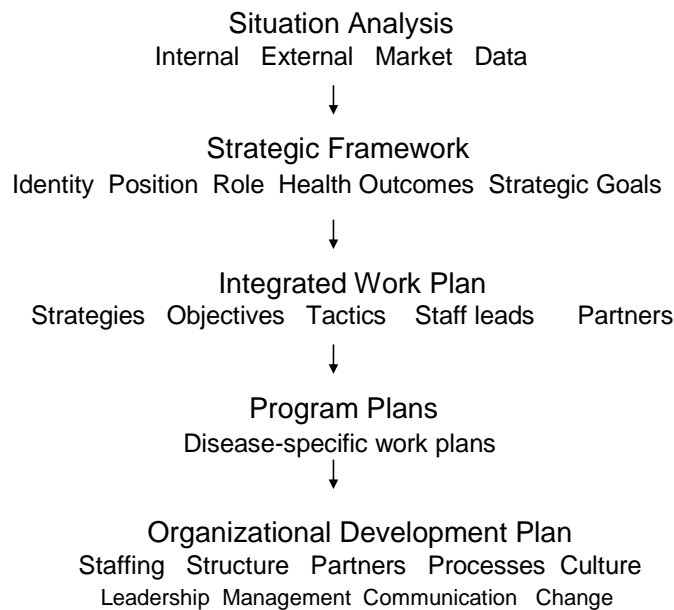 Situation Analysis
Internal External Market Data
Strategic Framework
Identity Position Role Health Outcomes Strategic Goals
Integrated Work Plan
Strategies Objectives Tactics Staff leads Partners
Program Plans
Disease-specific work plans
Organizational Development Plan
Staffing Structure Partners Processes Culture
Leadership Management Communication Change